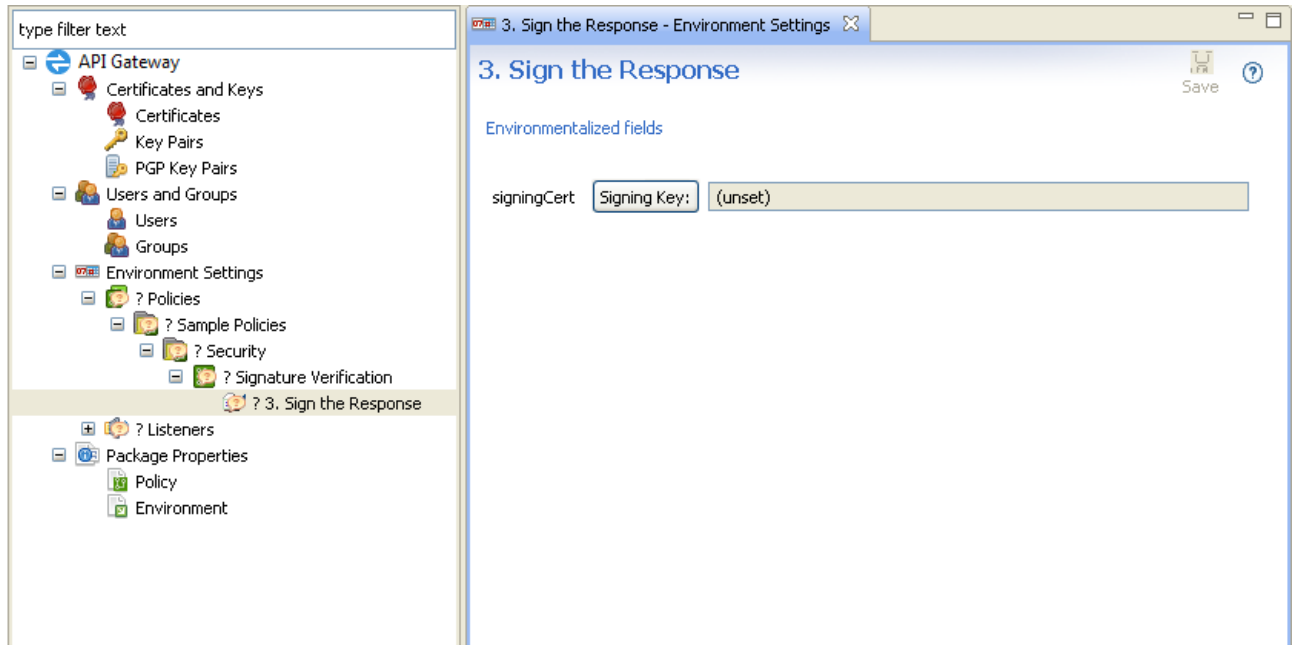 type filter text
API Gateway
Certificates and Keys
Certificates
Key Pairs
PGP Key Pairs
Users and Groups
Users
Groups
Environment Settings
? Policies
? Sample Policies
? Security
? Signature Verification
? 3. Sign the Response
? Listeners
Package Properties
Policy
Environment
3. Sign the Response - Environment Settings
3. Sign the Response
Save
Environmentalized fields
signingCert Signing Key: (unset)